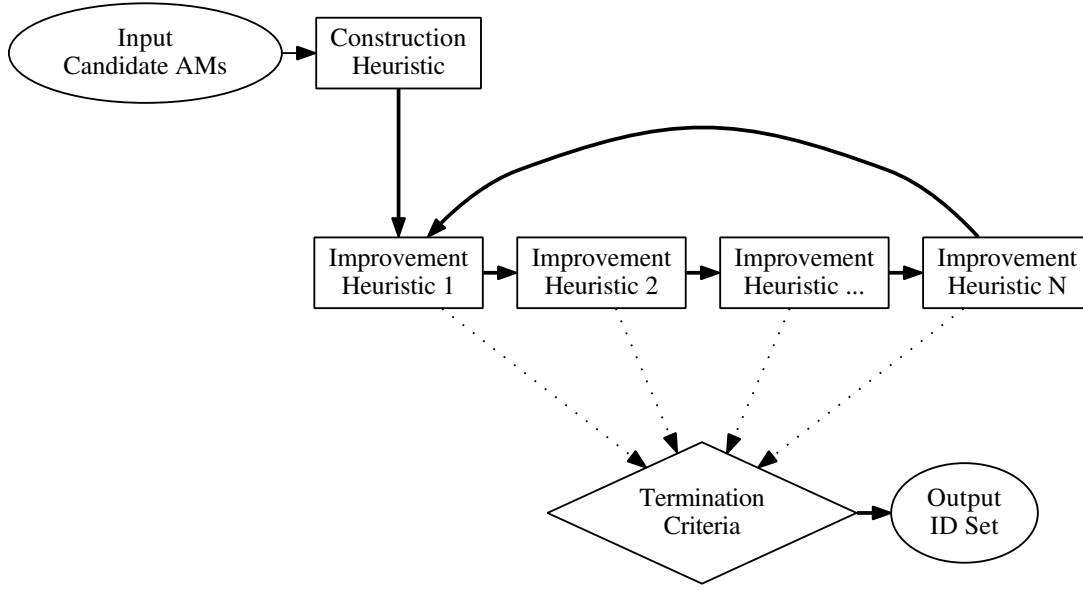 Input
Candidate AMs
Construction
Heuristic
Improvement
Heuristic 1
Improvement
Heuristic 2
Improvement
Heuristic ...
Improvement
Heuristic N
Termination
Criteria
Output
ID Set